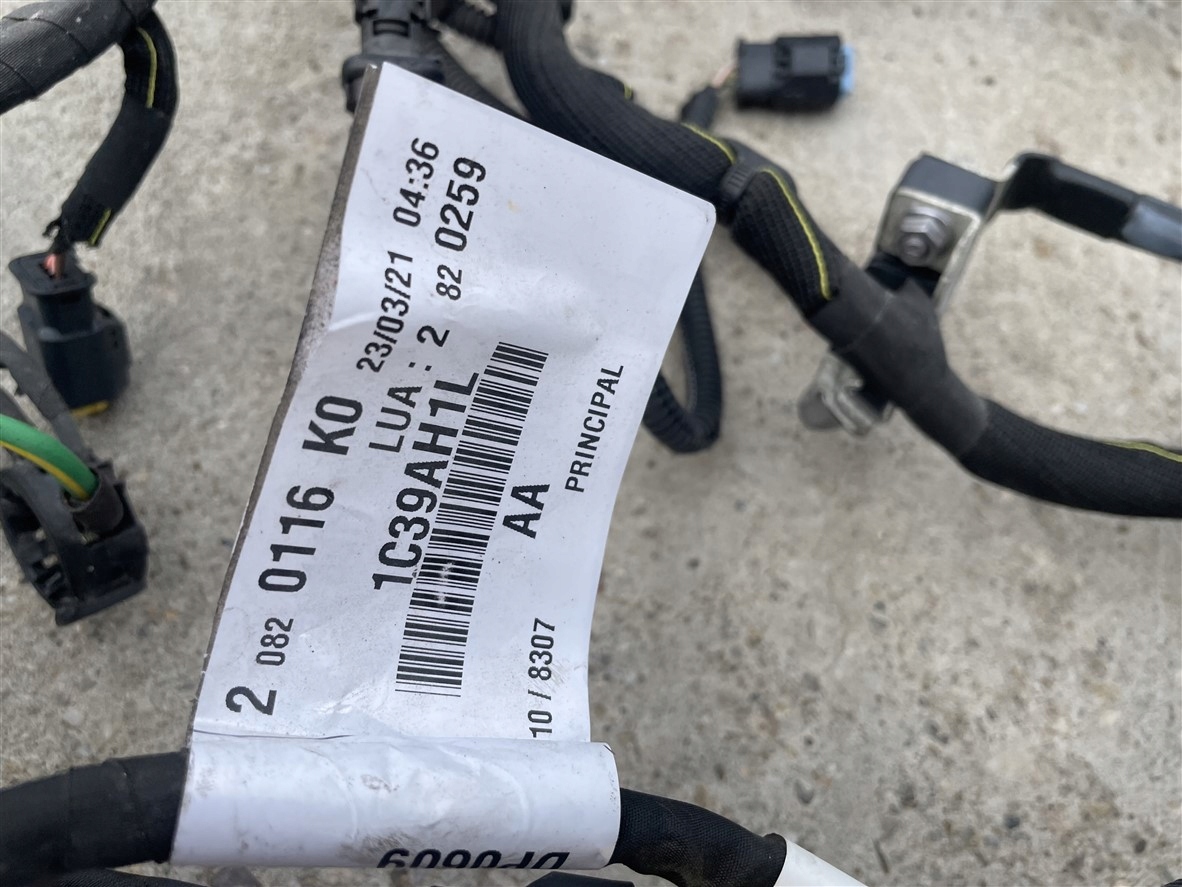 2 082 0116 K0 23/03/21 04:36
LUA : 2 82 0259
1C39AH1L
AA
PRINCIPAL
10 / 8307